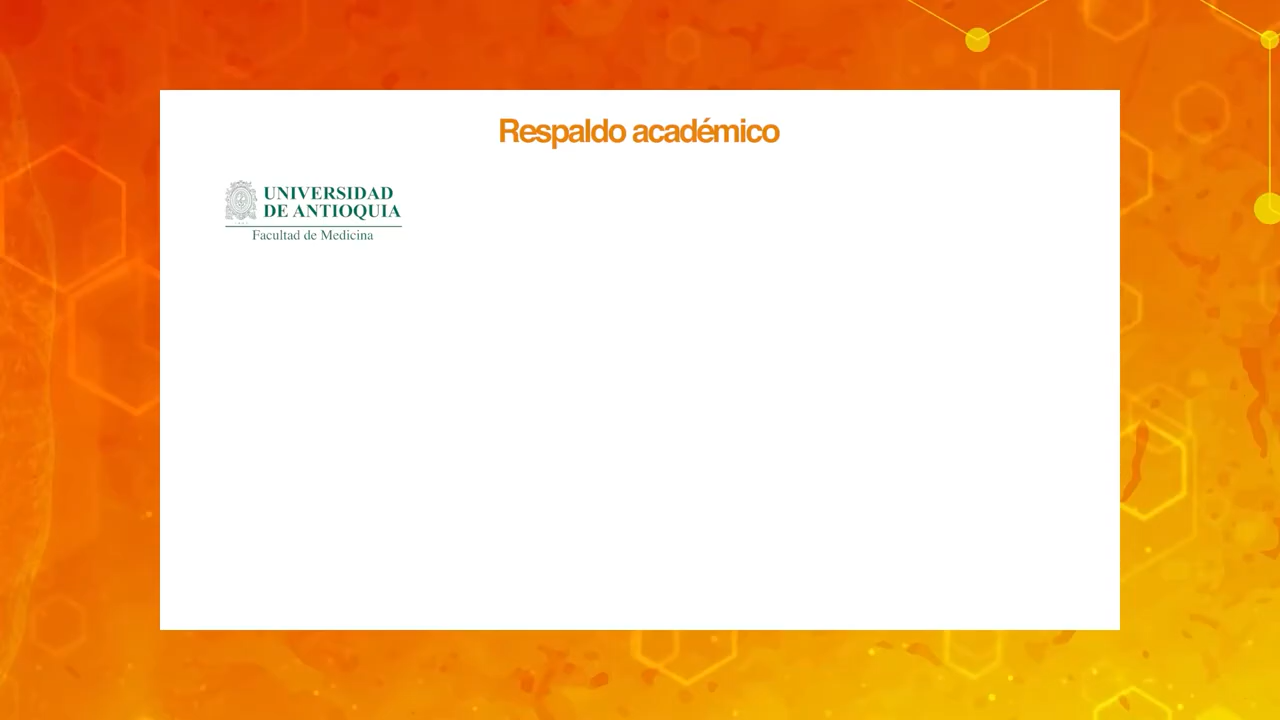 Respaldo académico
UNIVERSIDAD
DE ANTIOQUIA
Facultad de Medicina